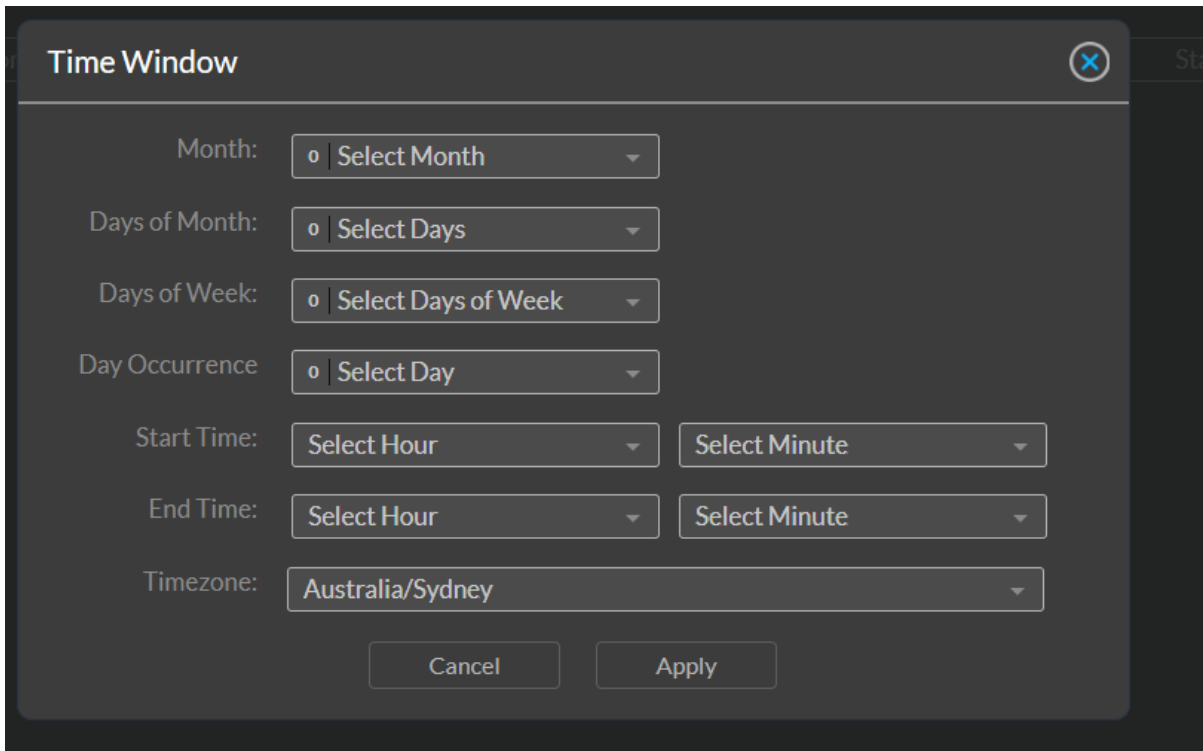 Time Window
Month: 0 Select Month
Days of Month: 0 Select Days
Days of Week: 0 Select Days of Week
Day Occurrence 0 Select Day
Start Time: Select Hour Select Minute
End Time: Select Hour Select Minute
Timezone: Australia/Sydney
Cancel Apply